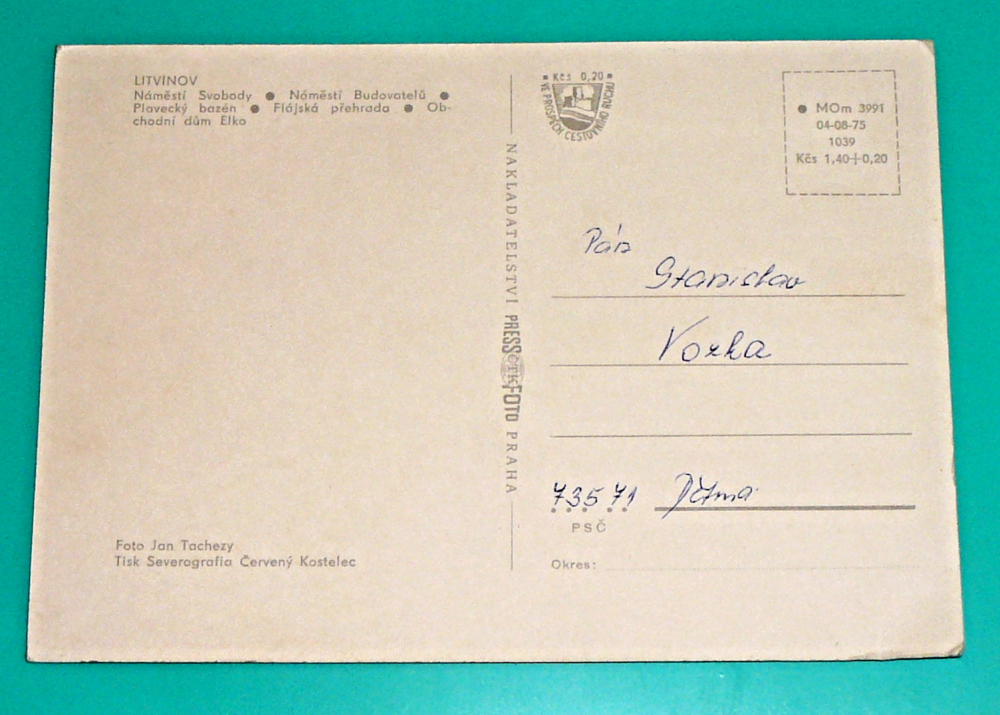 LITVÍNOV
Náměstí Svobody ● Náměstí Budovatelů ●
Plavecký bazén ● Flájská přehrada ● Ob-
chodní dům Elko
NAKLADATELSTVÍ PRESSFOTO PRAHA
ČTK
Kčs 0,20
VE PROSPĚCH CESTOVNÍHO RUCHU
● MOm 3991
04-08-75
1039
Kčs 1,40+0,20
Pán
Stanislav
735 71
PSČ
Okres:
Foto Jan Tachezy
Tisk Severografia Červený Kostelec